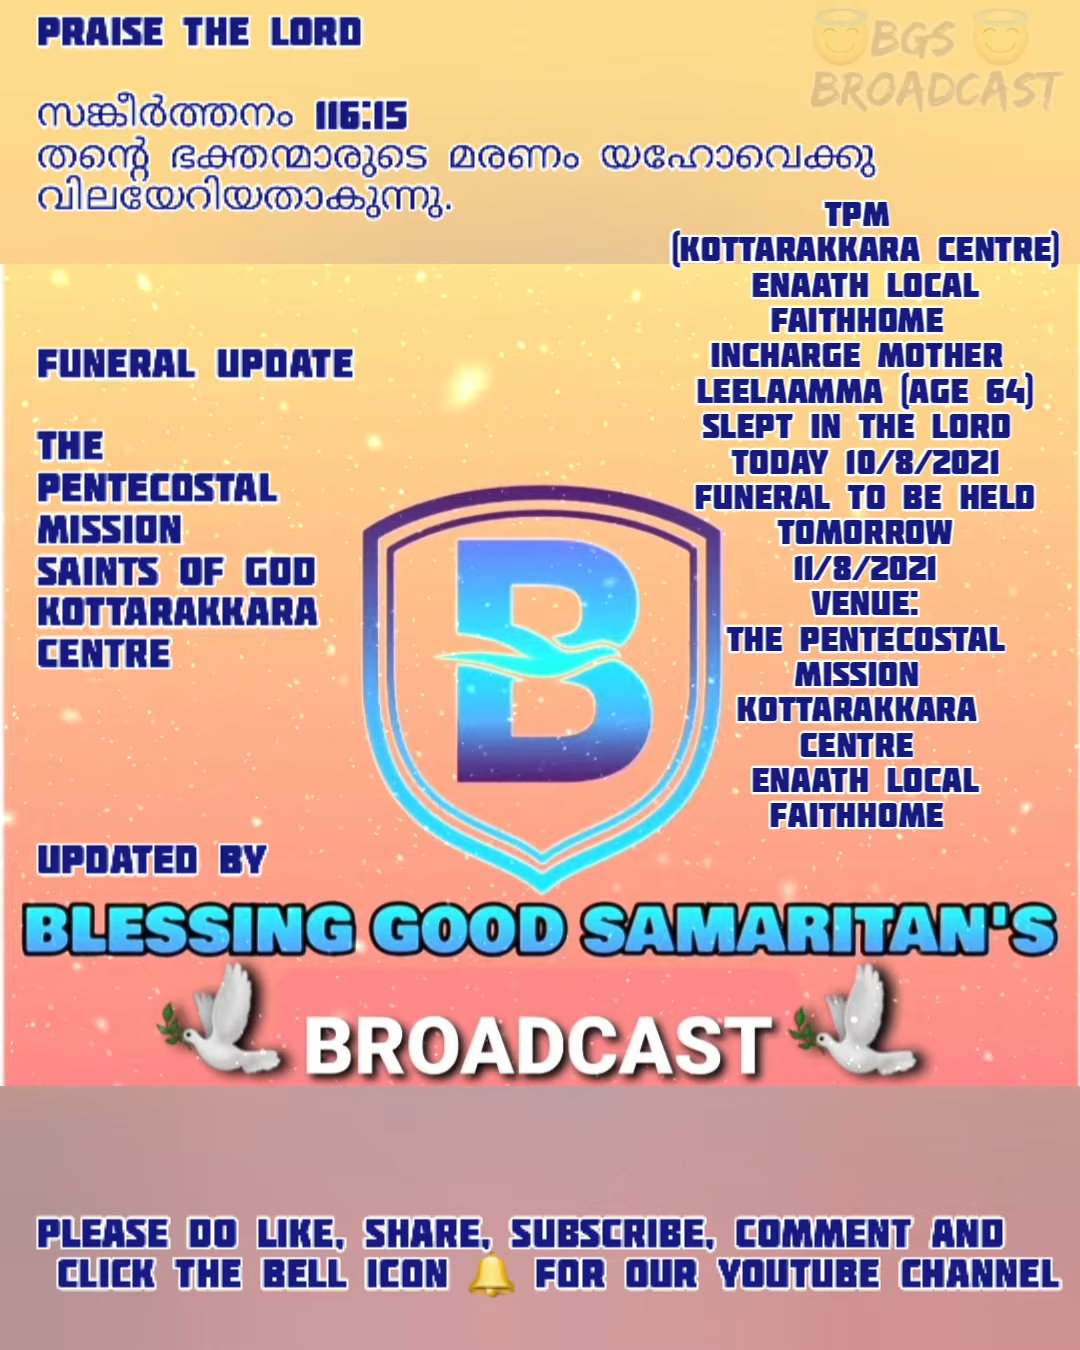 PRAISE THE LORD
😇BGS 😇
BROADCAST
സങ്കീർത്തനം 116:15
തന്റെ ഭക്തന്മാരുടെ മരണം യഹോവെക്കു
വിലയേറിയതാകുന്നു.
TPM
(KOTTARAKKARA CENTRE)
ENAATH LOCAL
FAITHHOME
INCHARGE MOTHER
LEELAAMMA (AGE 64)
SLEPT IN THE LORD
TODAY 10/8/2021
FUNERAL TO BE HELD
TOMORROW
11/8/2021
VENUE:
THE PENTECOSTAL
MISSION
KOTTARAKKARA
CENTRE
ENAATH LOCAL
FAITHHOME
FUNERAL UPDATE
THE
PENTECOSTAL
MISSION
SAINTS OF GOD
KOTTARAKKARA
CENTRE
B
UPDATED BY
BLESSING GOOD SAMARITAN'S
BROADCAST
PLEASE DO LIKE, SHARE, SUBSCRIBE, COMMENT AND
CLICK THE BELL ICON 🔔 FOR OUR YOUTUBE CHANNEL